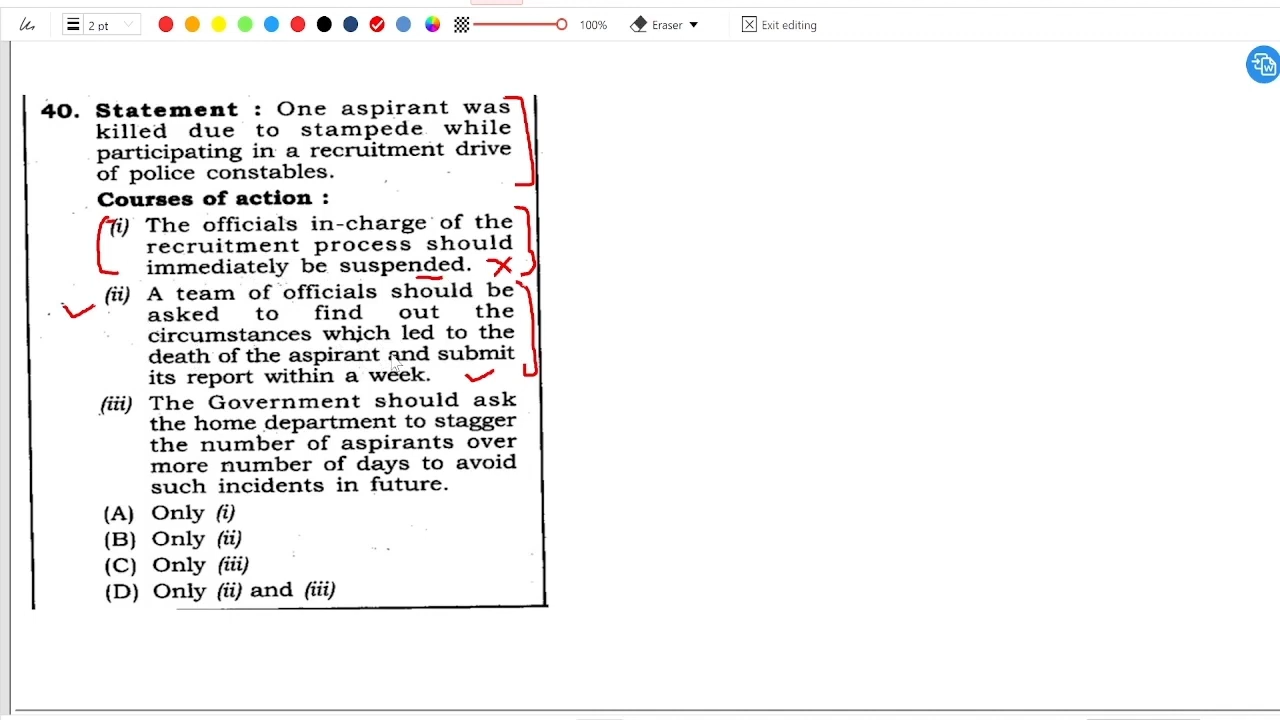 2 pt
100%
Eraser
Exit editing
40. Statement : One aspirant was
killed due to stampede while
participating in a recruitment drive
of police constables.
Courses of action :
(i) The officials in-charge of the
recruitment process should
immediately be suspended.
(ii) A team of officials should be
asked to find out the
circumstances which led to the
death of the aspirant and submit
its report within a week.
(iii) The Government should ask
the home department to stagger
the number of aspirants over
more number of days to avoid
such incidents in future.
(A) Only (i)
(B) Only (ii)
(C) Only (iii)
(D) Only (ii) and (iii)